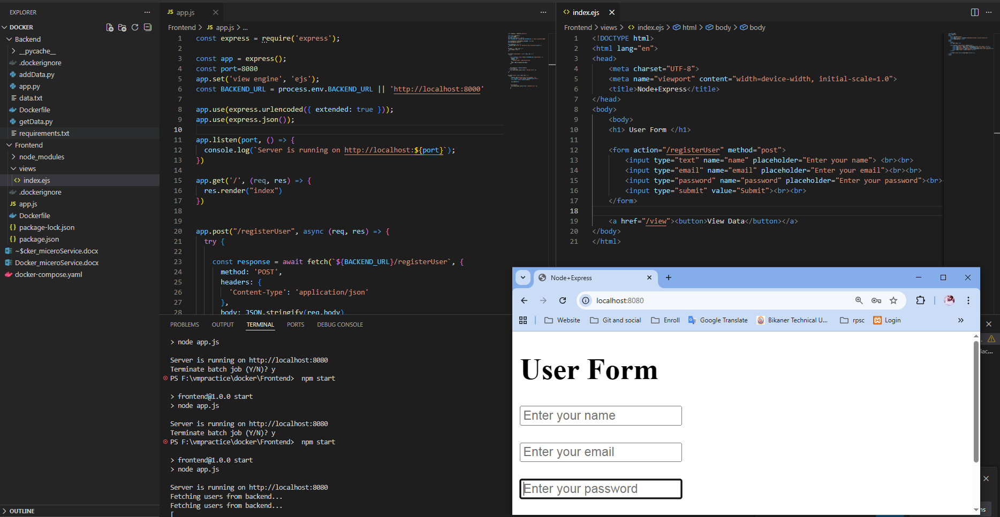 EXPLORER
DOCKER
Backend
__pycache__
.dockerignore
addData.py
app.py
data.txt
Dockerfile
getData.py
requirements.txt
Frontend
node_modules
views
index.ejs
.dockerignore
app.js
Dockerfile
package-lock.json
package.json
~$cker_miceroService.docx
Docker_miceroService.docx
docker-compose.yaml
OUTLINE
JS app.js
Frontend > JS app.js > ...
1 const express = require('express');
2
3 const app = express();
4 const port=8080
5 app.set('view engine', 'ejs');
6 const BACKEND_URL = process.env.BACKEND_URL || 'http://localhost:8000'
7
8 app.use(express.urlencoded({ extended: true }));
9 app.use(express.json());
10
11 app.listen(port, () => {
12 console.log(`Server is running on http://localhost:${port}`);
13 })
14
15 app.get('/', (req, res) => {
16 res.render("index")
17 })
18
19
20 app.post("/registerUser", async (req, res) => {
21 try {
22
23 const response = await fetch(`${BACKEND_URL}/registerUser`, {
24 method: 'POST',
25 headers: {
26 'Content-Type': 'application/json'
27 },
28 body: JSON.stringify(req.body)
index.ejs
Frontend > views > index.ejs > html > body > body
1 <!DOCTYPE html>
2 <html lang="en">
3 <head>
4 <meta charset="UTF-8">
5 <meta name="viewport" content="width=device-width, initial-scale=1.0">
6 <title>Node+Express</title>
7 </head>
8 <body>
9 <body>
10 <h1> User Form </h1>
11
12 <form action="/registerUser" method="post">
13 <input type="text" name="name" placeholder="Enter your name"> <br><br>
14 <input type="email" name="email" placeholder="Enter your email"><br><br>
15 <input type="password" name="password" placeholder="Enter your password"><br>
16 <input type="submit" value="Submit"><br><br>
17 </form>
18
19 <a href="/view"><button>View Data</button></a>
20 </body>
21 </html>
PROBLEMS OUTPUT TERMINAL PORTS DEBUG CONSOLE
> node app.js
Server is running on http://localhost:8080
Terminate batch job (Y/N)? y
PS F:\vmpractice\docker\Frontend> npm start
> frontend@1.0.0 start
> node app.js
Server is running on http://localhost:8080
Terminate batch job (Y/N)? y
PS F:\vmpractice\docker\Frontend> npm start
> frontend@1.0.0 start
> node app.js
Server is running on http://localhost:8080
Fetching users from backend...
Fetching users from backend...
[
Node+Express
localhost:8080
Website Git and social Enroll Google Translate Bikaner Technical U... rpsc Login
User Form
Enter your name
Enter your email
Enter your password